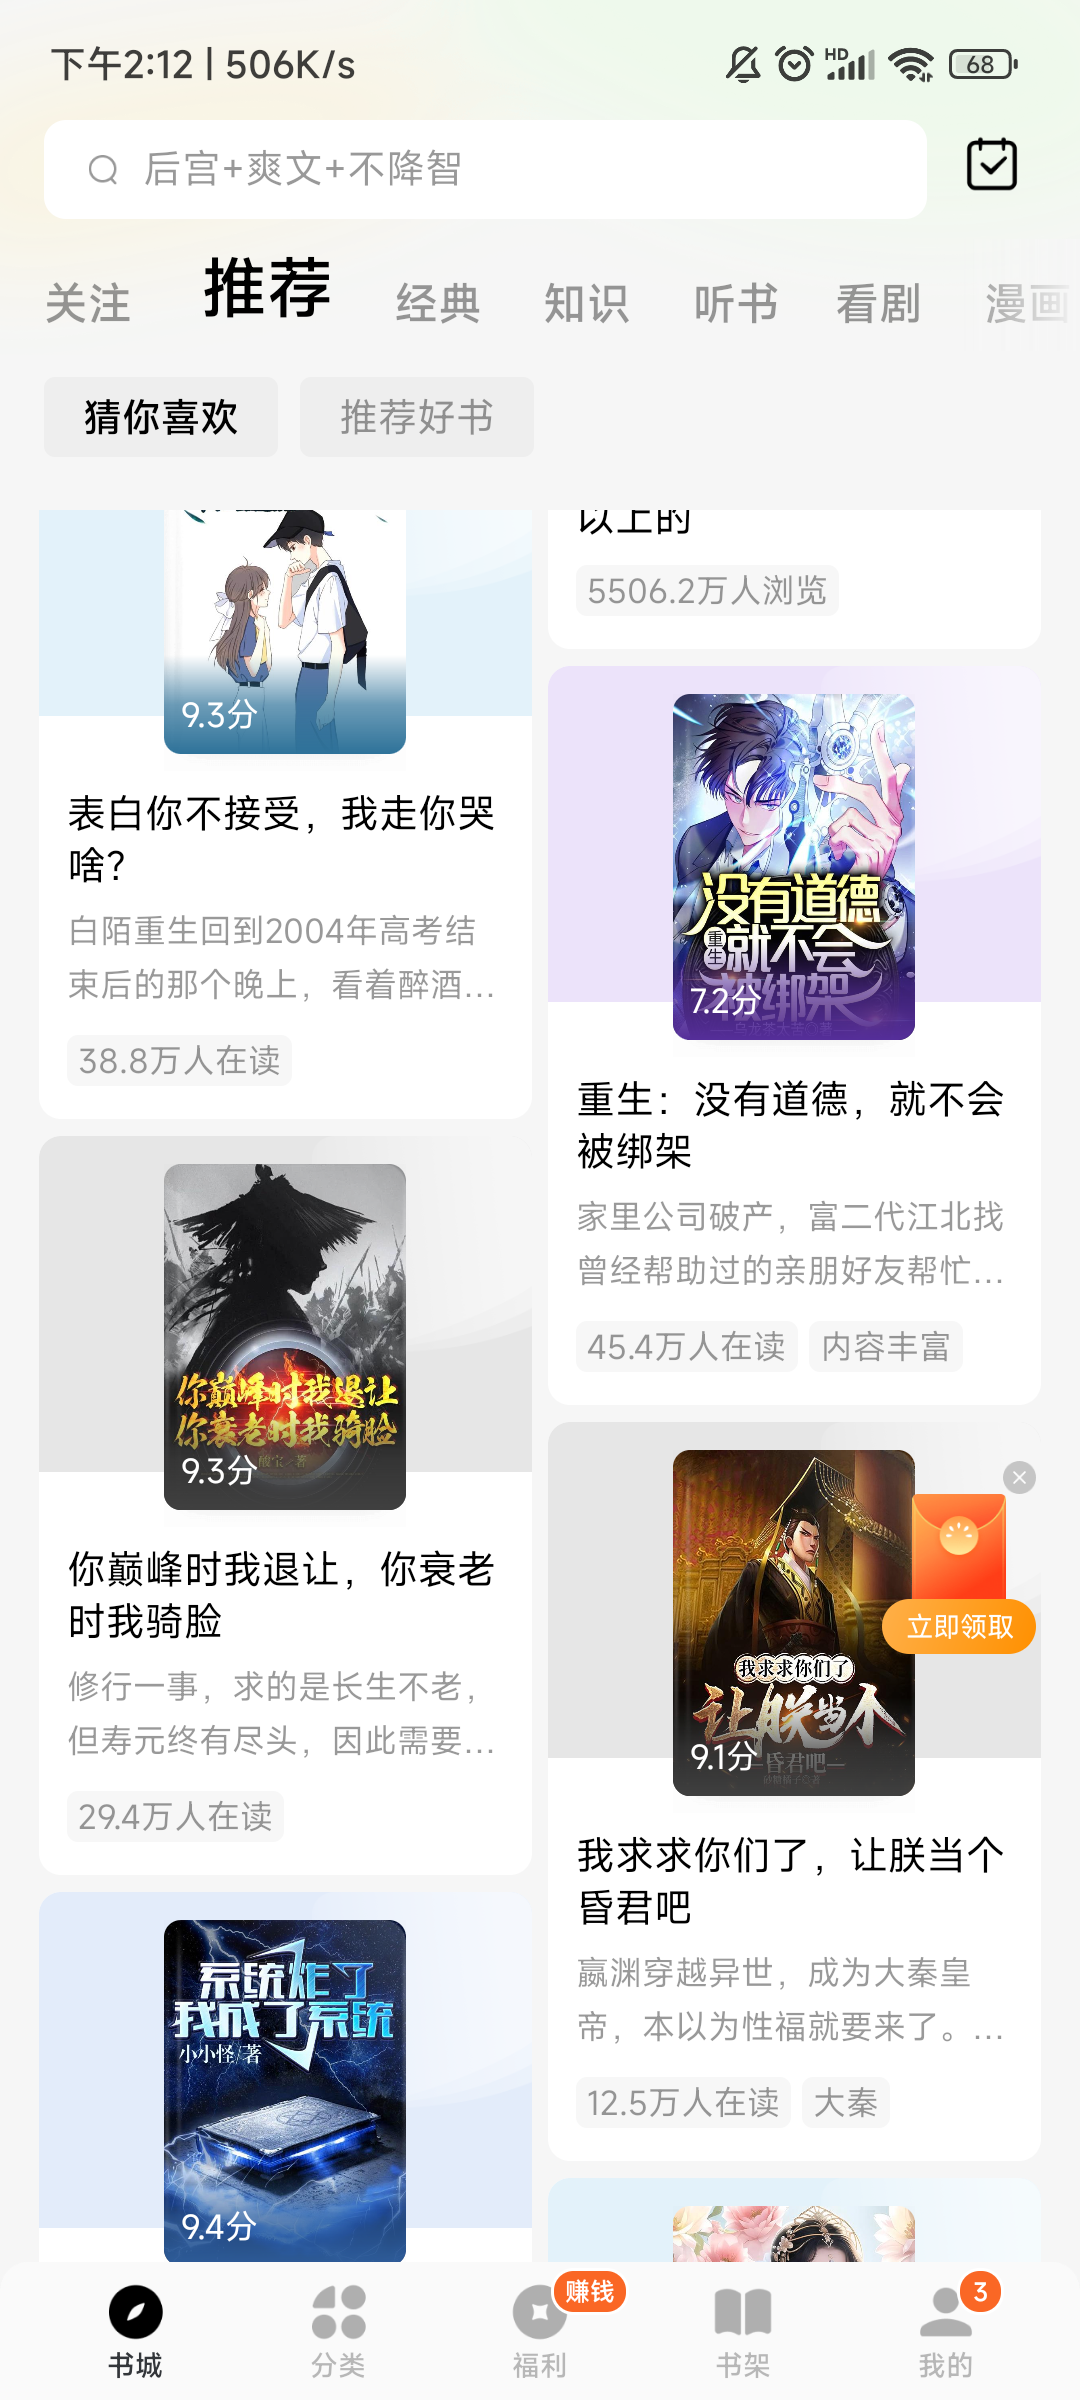 下午2:12 | 506K/s
HD
68
后宫+爽文+不降智
关注 推荐 经典 知识 听书 看剧 漫画
猜你喜欢 推荐好书
9.3分
表白你不接受，我走你哭
啥？
白陌重生回到2004年高考结
束后的那个晚上，看着醉酒...
38.8万人在读
你巅峰时我退让
你衰老时我骑脸
酸宝/著
9.3分
你巅峰时我退让，你衰老
时我骑脸
修行一事，求的是长生不老，
但寿元终有尽头，因此需要...
29.4万人在读
系统炸了
我成了系统
小小怪/著
9.4分
以上的
5506.2万人浏览
没有道德
重生就不会
被绑架
7.2分
重生：没有道德，就不会
被绑架
家里公司破产，富二代江北找
曾经帮助过的亲朋好友帮忙...
45.4万人在读 内容丰富
我求求你们了
让朕当个
昏君吧
9.1分
立即领取
我求求你们了，让朕当个
昏君吧
嬴渊穿越异世，成为大秦皇
帝，本以为性福就要来了。...
12.5万人在读 大秦
赚钱
3
书城 分类 福利 书架 我的